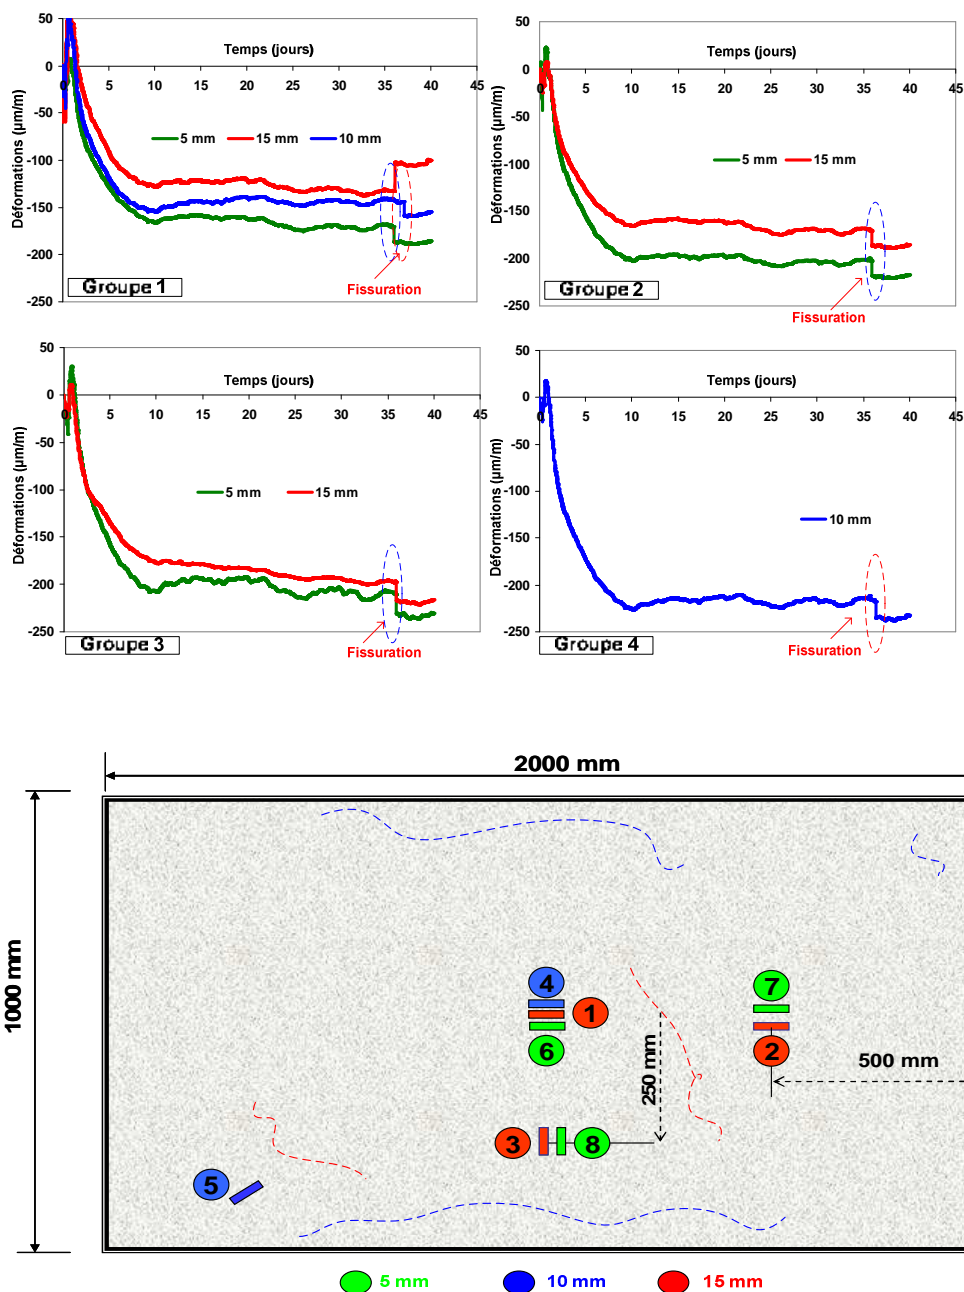 Temps (jours)
Déformations (µm/m)
50
0
-50
-100
-150
-200
-250
0 5 10 15 20 25 30 35 40 45
5 mm 15 mm 10 mm
Groupe 1
Fissuration
Temps (jours)
Déformations (µm/m)
50
0
-50
-100
-150
-200
-250
0 5 10 15 20 25 30 35 40 45
5 mm 15 mm
Groupe 2
Fissuration
Temps (jours)
Déformations (µm/m)
50
0
-50
-100
-150
-200
-250
0 5 10 15 20 25 30 35 40 45
5 mm 15 mm
Groupe 3
Fissuration
Temps (jours)
Déformations (µm/m)
50
0
-50
-100
-150
-200
-250
0 5 10 15 20 25 30 35 40 45
10 mm
Groupe 4
Fissuration
2000 mm
1000 mm
4
1
6
7
2
500 mm
250 mm
3 8
5
5 mm 10 mm 15 mm